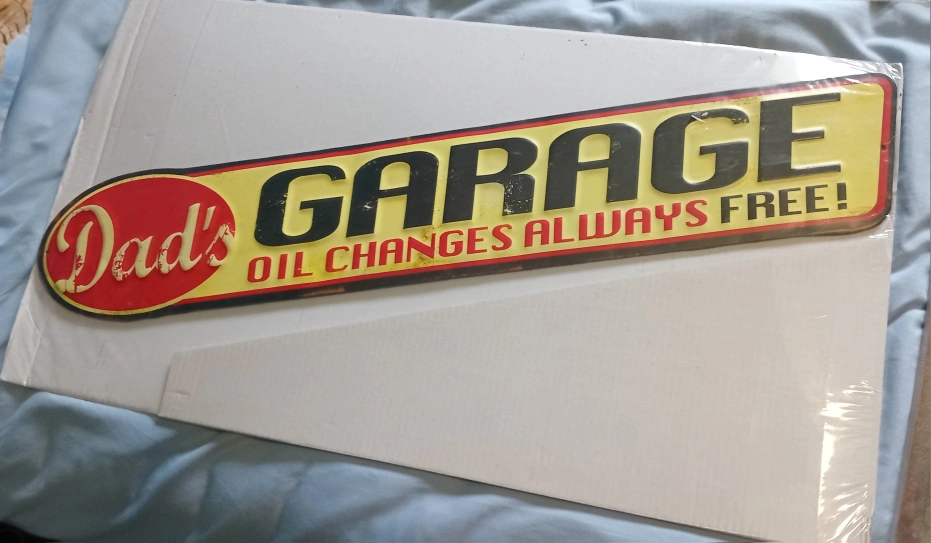 Dad's
GARAGE
OIL CHANGES ALWAYS FREE!